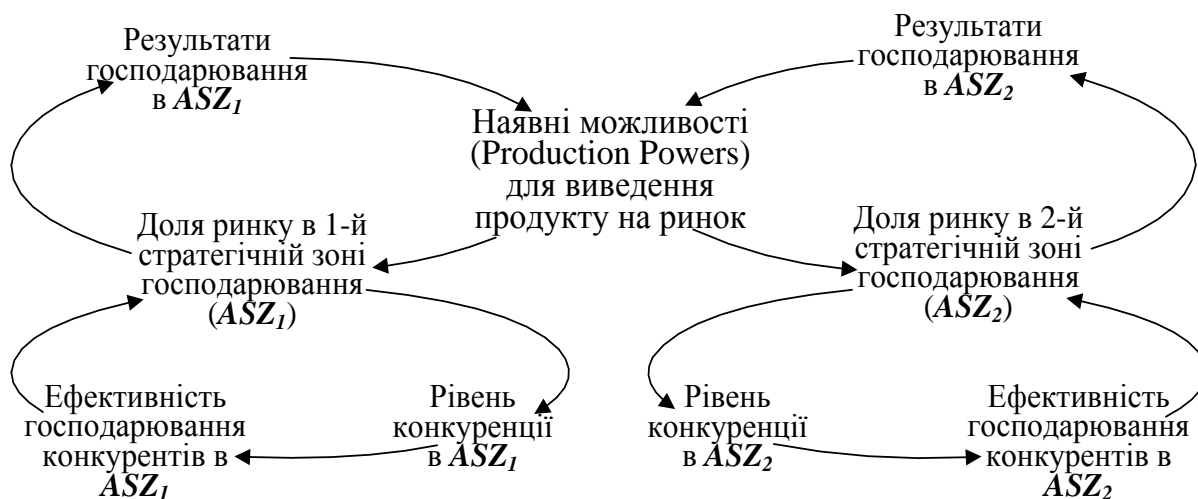 Результати
господарювання
в ASZ1
Результати
господарювання
в ASZ2
Наявні можливості
(Production Powers)
для виведення
продукту на ринок
Доля ринку в 1-й
стратегічній зоні
господарювання
(ASZ1)
Доля ринку в 2-й
стратегічній зоні
господарювання
(ASZ2)
Ефективність
господарювання
конкурентів в
ASZ1
Рівень
конкуренції
в ASZ1
Рівень
конкуренції
в ASZ2
Ефективність
господарювання
конкурентів в
ASZ2